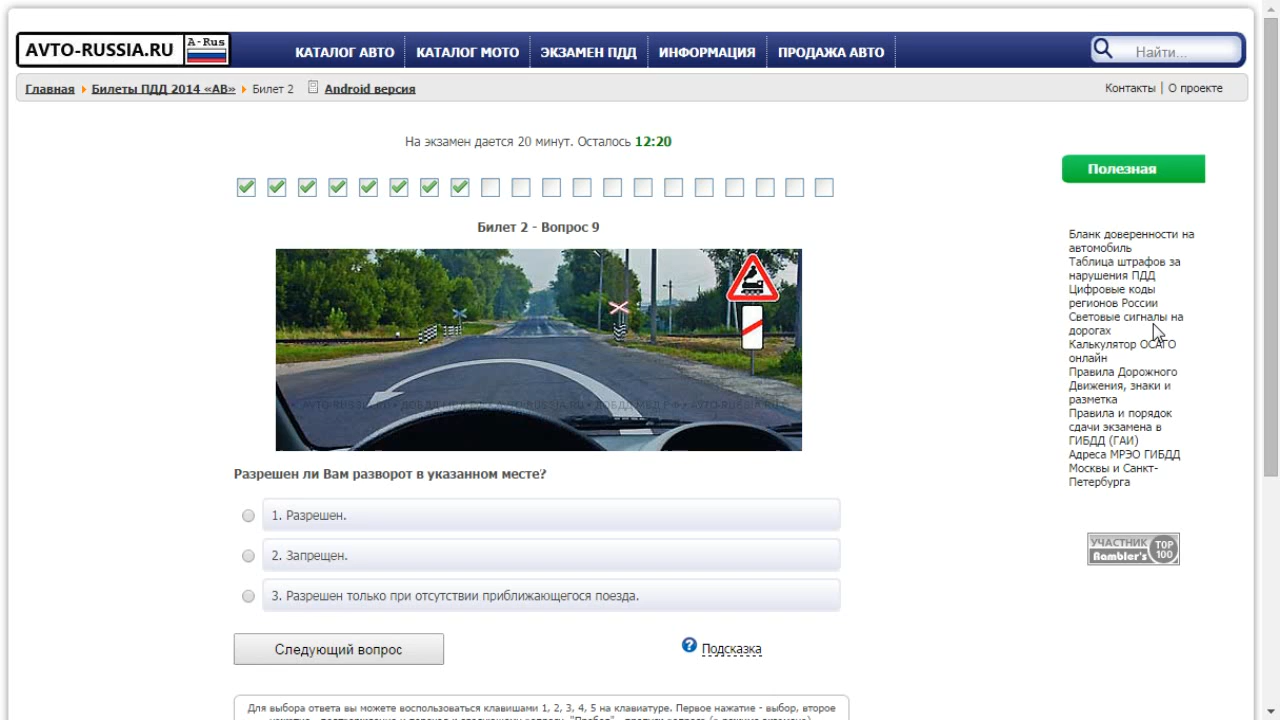 AVTO-RUSSIA.RU
A-Rus
КАТАЛОГ АВТО
КАТАЛОГ МОТО
ЭКЗАМЕН ПДД
ИНФОРМАЦИЯ
ПРОДАЖА АВТО
Найти...
Главная
Билеты ПДД 2014 «АВ»
Билет 2
Android версия
Контакты | О проекте
На экзамен дается 20 минут. Осталось 12:20
Полезная
Билет 2 - Вопрос 9
Бланк доверенности на
автомобиль
Таблица штрафов за
нарушения ПДД
Цифровые коды
регионов России
Световые сигналы на
дорогах
Калькулятор ОСАГО
онлайн
Правила Дорожного
Движения, знаки и
разметка
Правила и порядок
сдачи экзамена в
ГИБДД (ГАИ)
Адреса МРЭО ГИБДД
Москвы и Санкт-
Петербурга
УЧАСТНИК
Rambler's
TOP
100
Разрешен ли Вам разворот в указанном месте?
1. Разрешен.
2. Запрещен.
3. Разрешен только при отсутствии приближающегося поезда.
Следующий вопрос
Подсказка
Для выбора ответа вы можете воспользоваться клавишами 1, 2, 3, 4, 5 на клавиатуре. Первое нажатие - выбор, второе